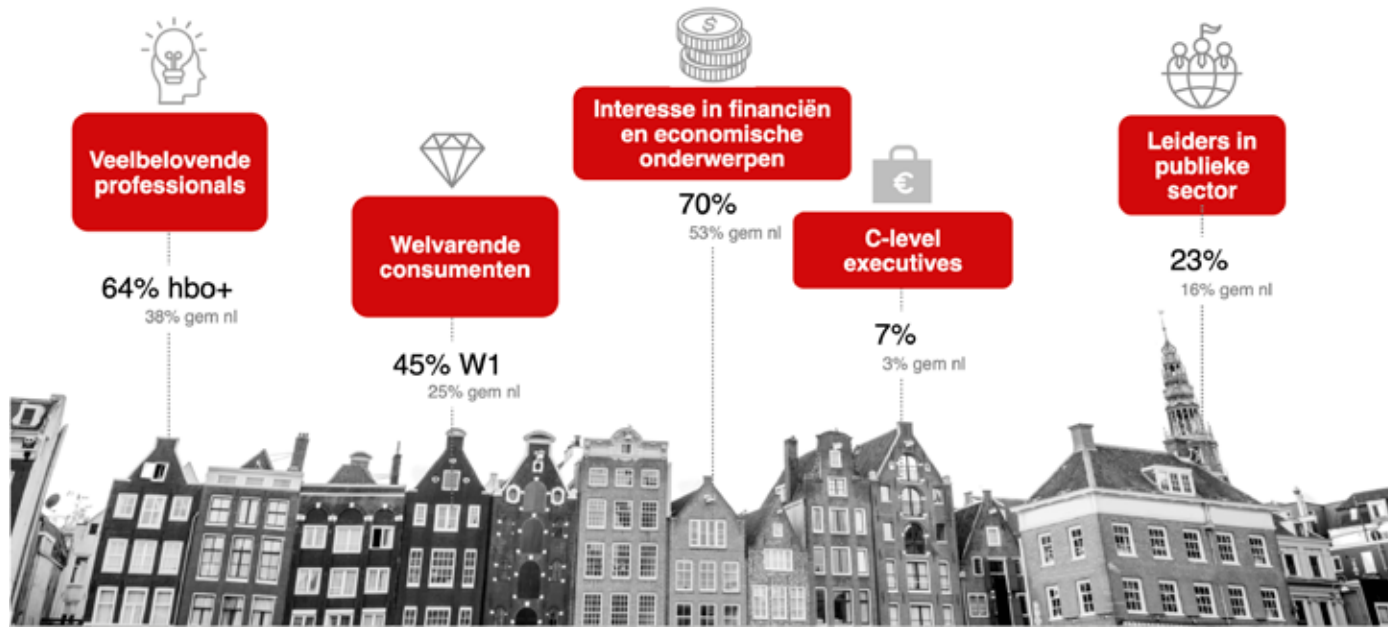 Veelbelovende
professionals
64% hbo+
38% gem nl
Welvarende
consumenten
45% W1
25% gem nl
$
Interesse in financiën
en economische
onderwerpen
70%
53% gem nl
€
C-level
executives
7%
3% gem nl
Leiders in
publieke
sector
23%
16% gem nl